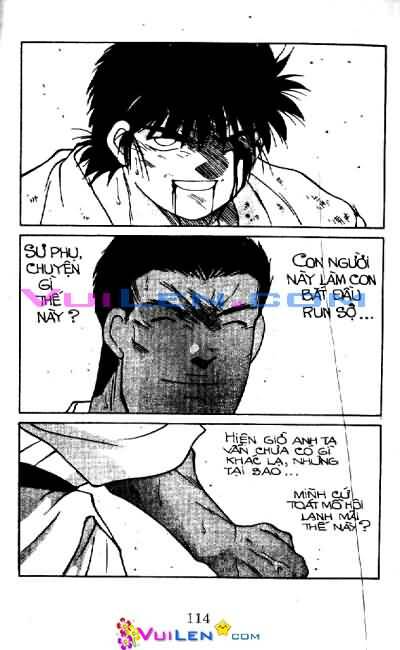 SƯ PHỤ,
CHUYỆN
GÌ
THẾ
NÀY?
CON NGƯỜI
NÀY LÀM CON
BẮT ĐẦU
RUN SỢ...
VUILEN.COM
HIỆN GIỜ ANH TA
VẪN CHƯA CÓ GÌ
KHÁC LẠ, NHƯNG
TẠI SAO...
MÌNH CỨ
TOÁT MỒ HÔI
LẠNH MÃI
THẾ NÀY?
114
VUILEN.COM